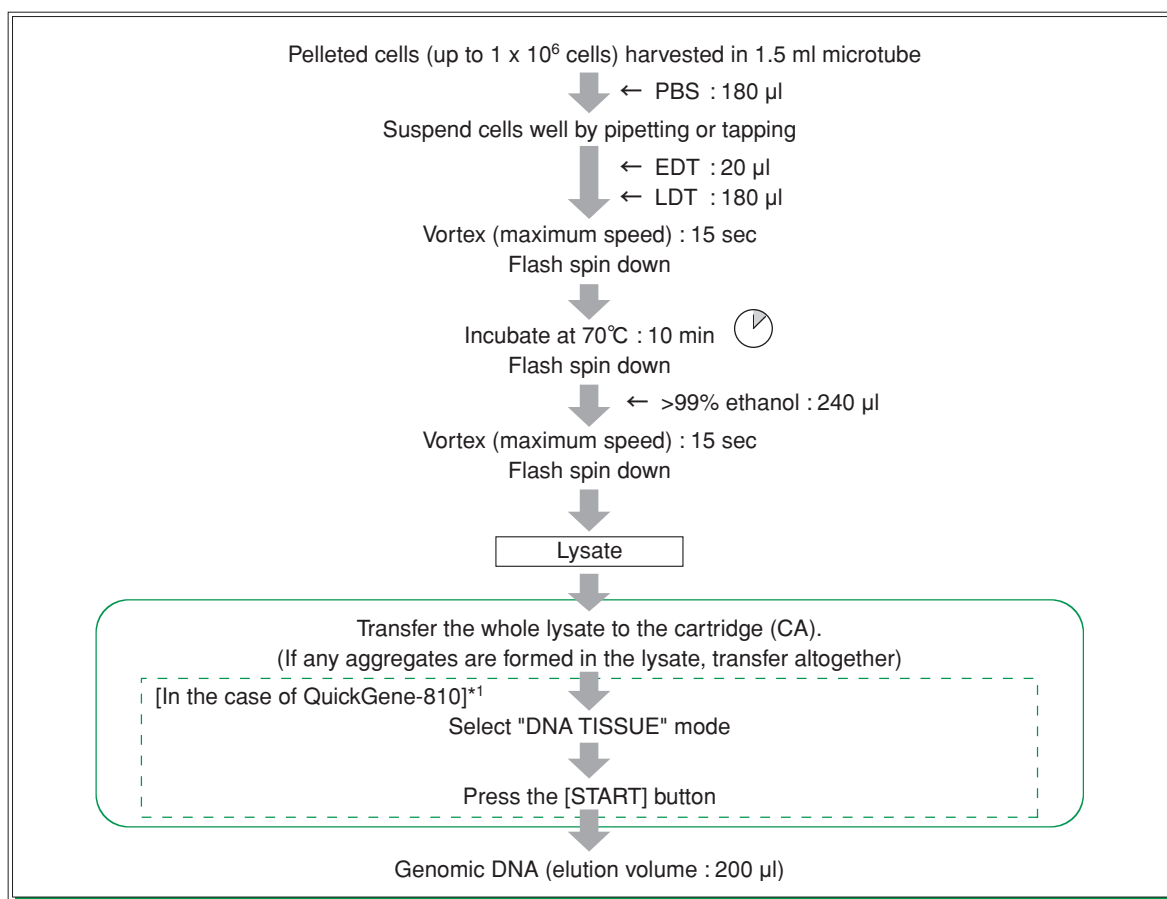 Pelleted cells (up to 1 x 10⁶ cells) harvested in 1.5 ml microtube
← PBS : 180 µl
Suspend cells well by pipetting or tapping
← EDT : 20 µl
← LDT : 180 µl
Vortex (maximum speed) : 15 sec
Flash spin down
Incubate at 70℃ : 10 min
Flash spin down
← >99% ethanol : 240 µl
Vortex (maximum speed) : 15 sec
Flash spin down
Lysate
Transfer the whole lysate to the cartridge (CA).
(If any aggregates are formed in the lysate, transfer altogether)
[In the case of QuickGene-810]*¹
Select "DNA TISSUE" mode
Press the [START] button
Genomic DNA (elution volume : 200 µl)